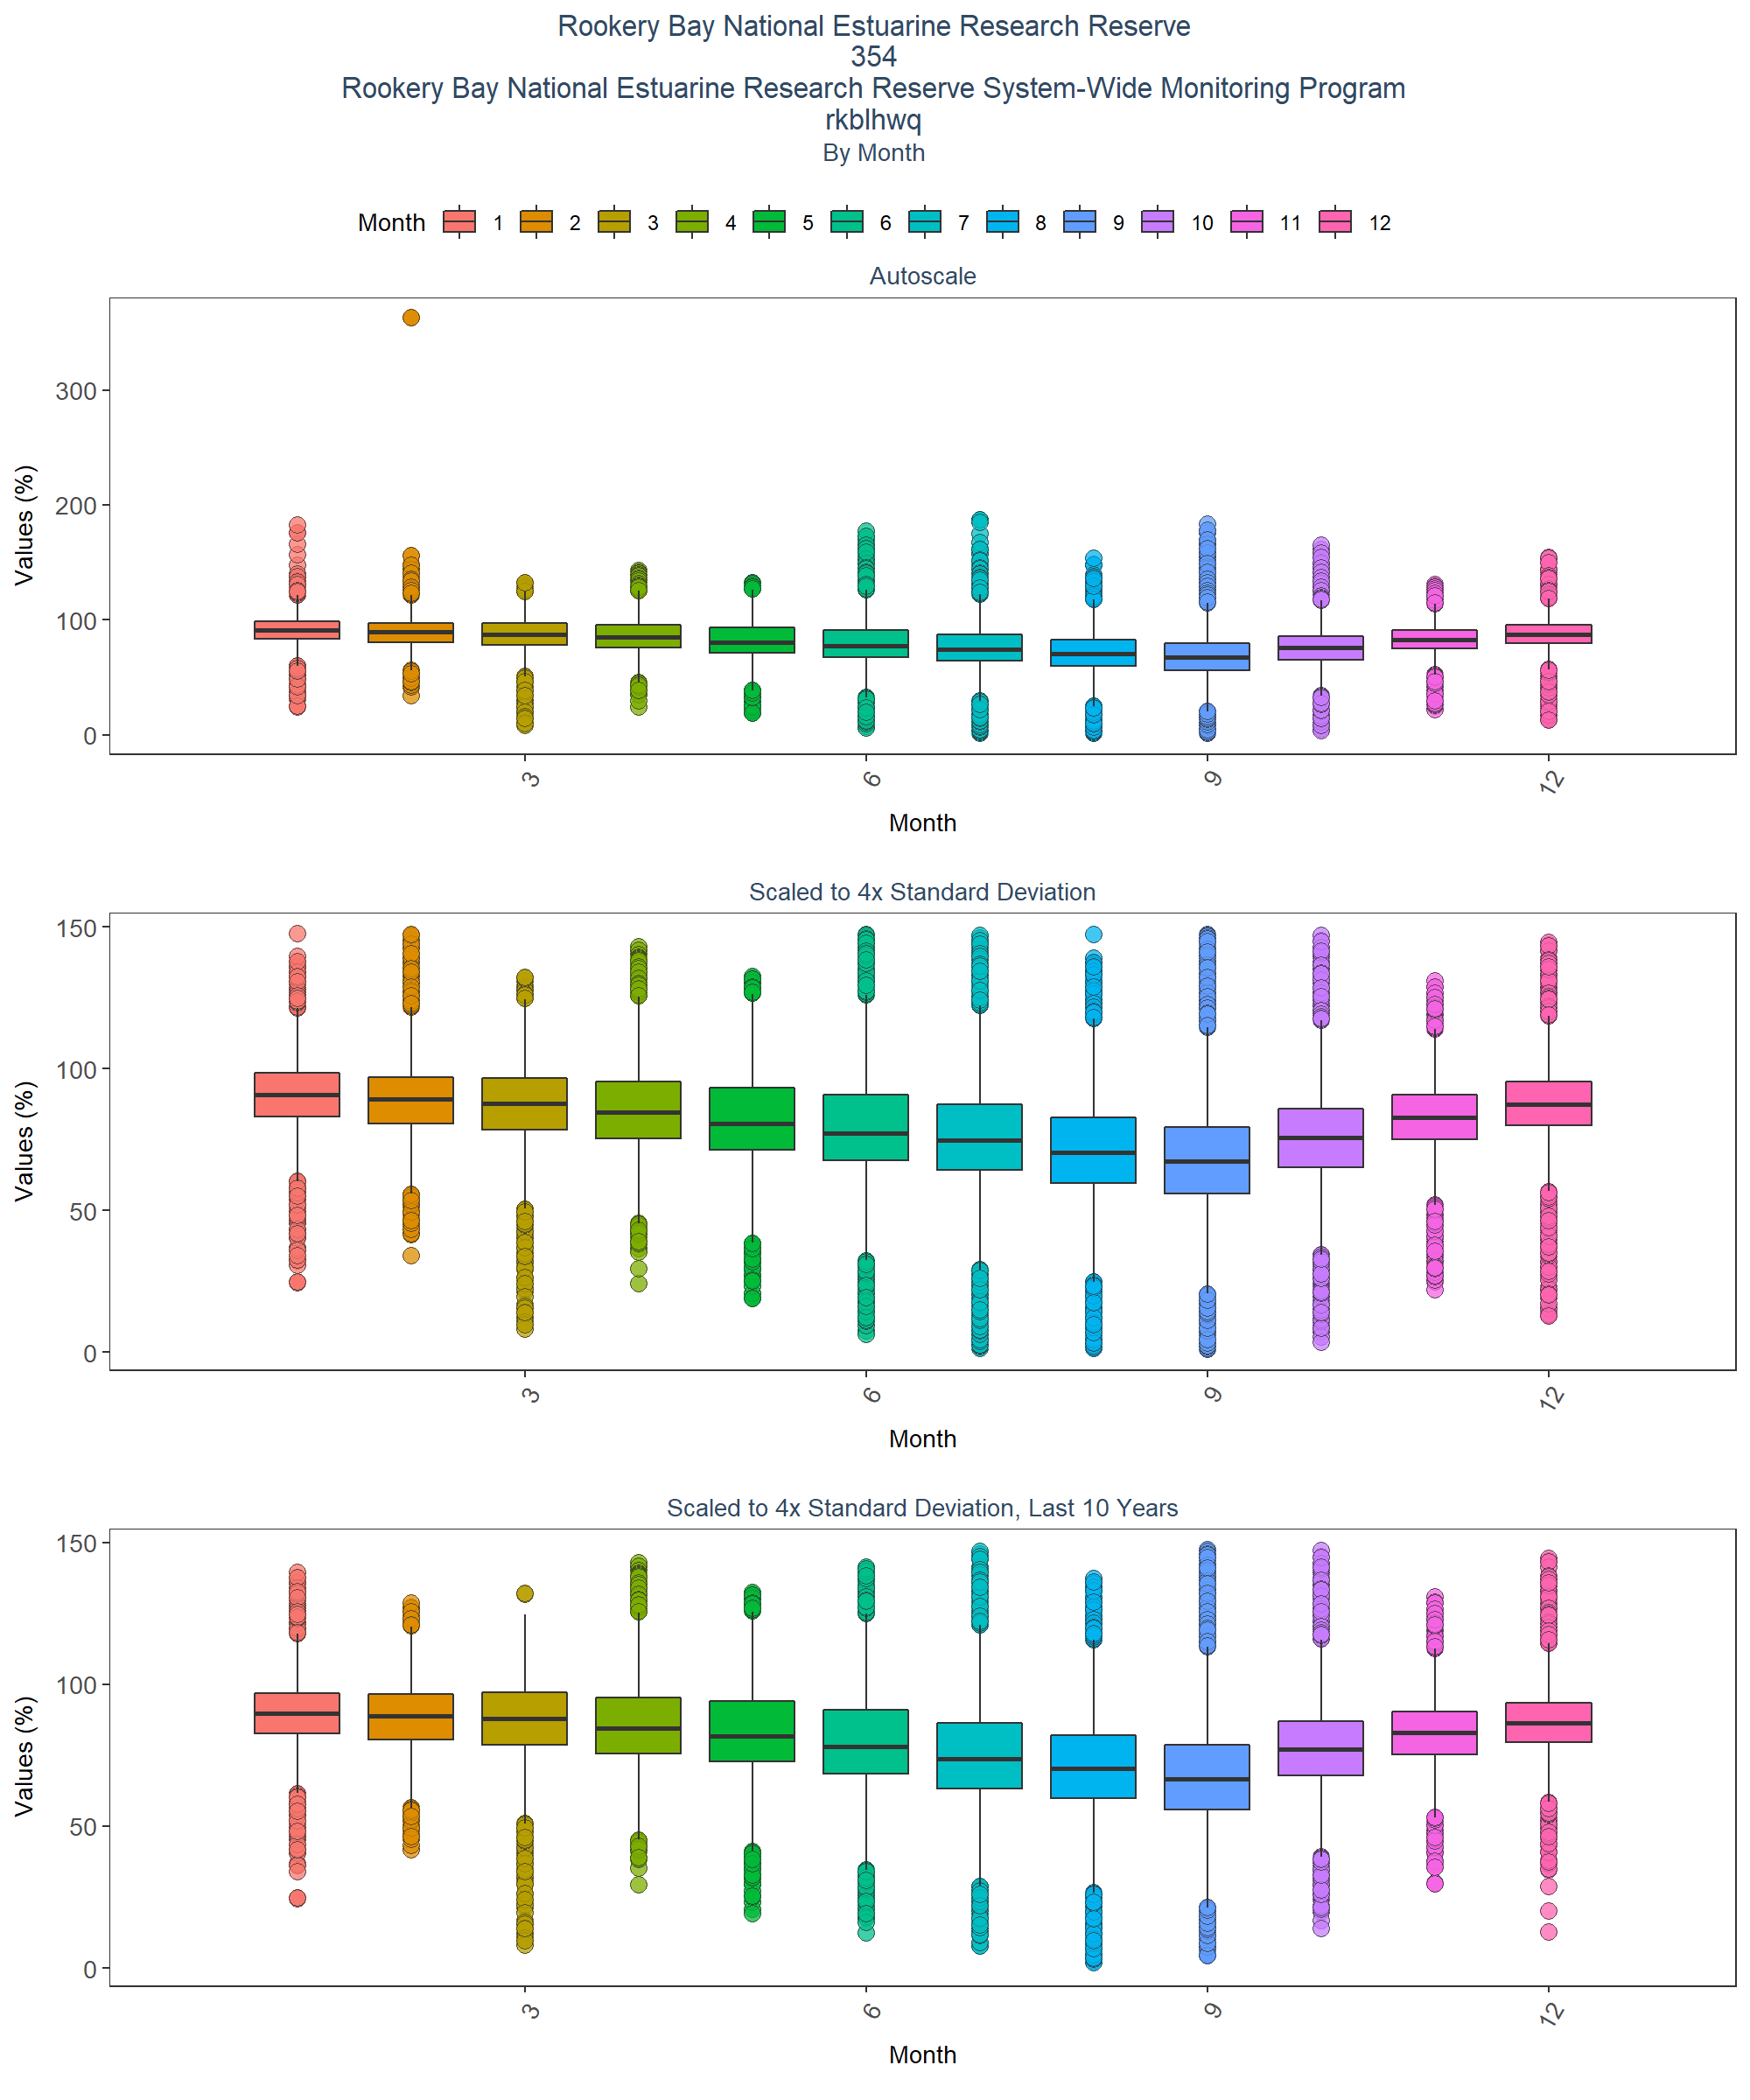 Rookery Bay National Estuarine Research Reserve
354
Rookery Bay National Estuarine Research Reserve System-Wide Monitoring Program
rkblhwq
By Month
Month 1 2 3 4 5 6 7 8 9 10 11 12
Autoscale
Values (%)
300
200
100
0
3 6 9 12
Month
Scaled to 4x Standard Deviation
Values (%)
150
100
50
0
3 6 9 12
Month
Scaled to 4x Standard Deviation, Last 10 Years
Values (%)
150
100
50
0
3 6 9 12
Month